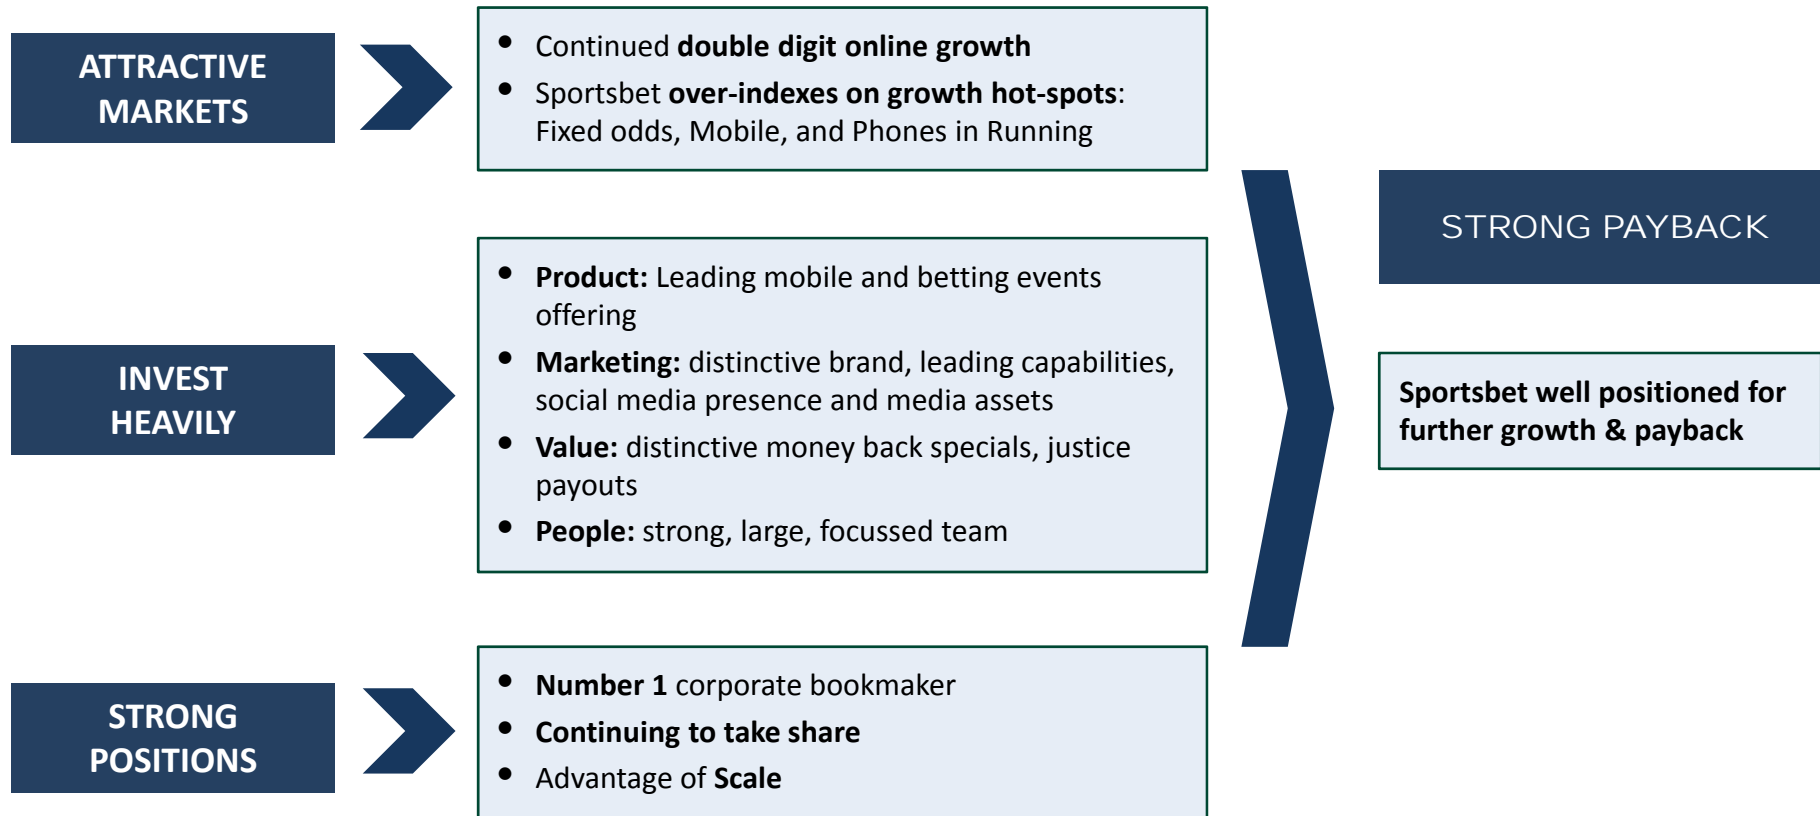 ATTRACTIVE
MARKETS
• Continued double digit online growth
• Sportsbet over-indexes on growth hot-spots:
Fixed odds, Mobile, and Phones in Running
INVEST
HEAVILY
• Product: Leading mobile and betting events
offering
• Marketing: distinctive brand, leading capabilities,
social media presence and media assets
• Value: distinctive money back specials, justice
payouts
• People: strong, large, focussed team
STRONG
POSITIONS
• Number 1 corporate bookmaker
• Continuing to take share
• Advantage of Scale
STRONG PAYBACK
Sportsbet well positioned for
further growth & payback